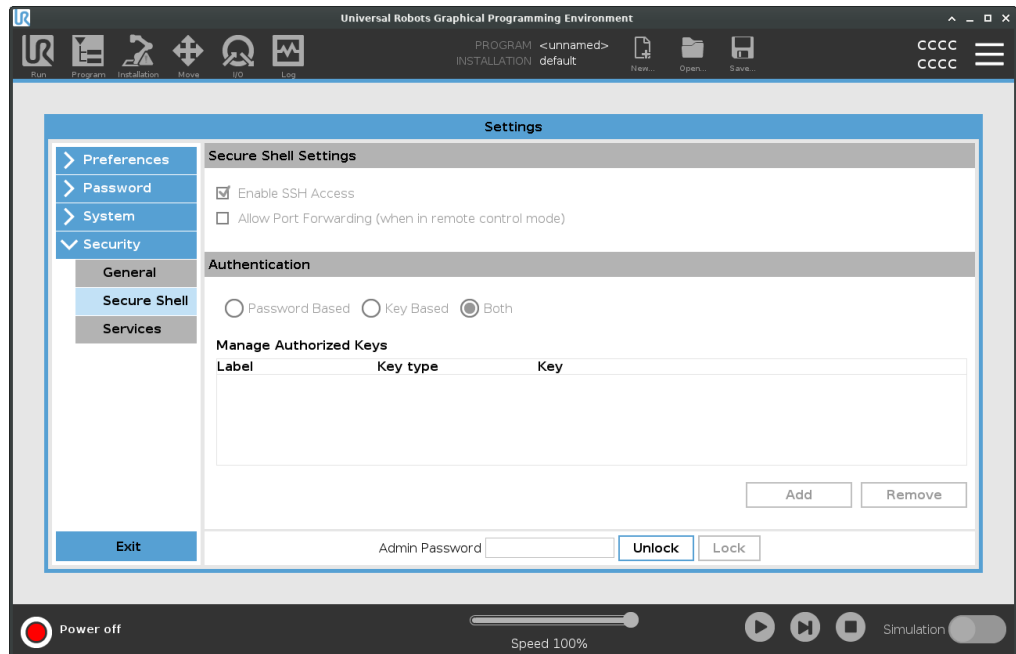 Universal Robots Graphical Programming Environment
UR
Run
Program
Installation
Move
I/O
Log
PROGRAM <unnamed>
INSTALLATION default
New...
Open...
Save...
CCCC
CCCC
Settings
Preferences
Password
System
Security
General
Secure Shell
Services
Exit
Secure Shell Settings
Enable SSH Access
Allow Port Forwarding (when in remote control mode)
Authentication
Password Based Key Based Both
Manage Authorized Keys
Label Key type Key
Add Remove
Admin Password Unlock Lock
Power off
Speed 100%
Simulation